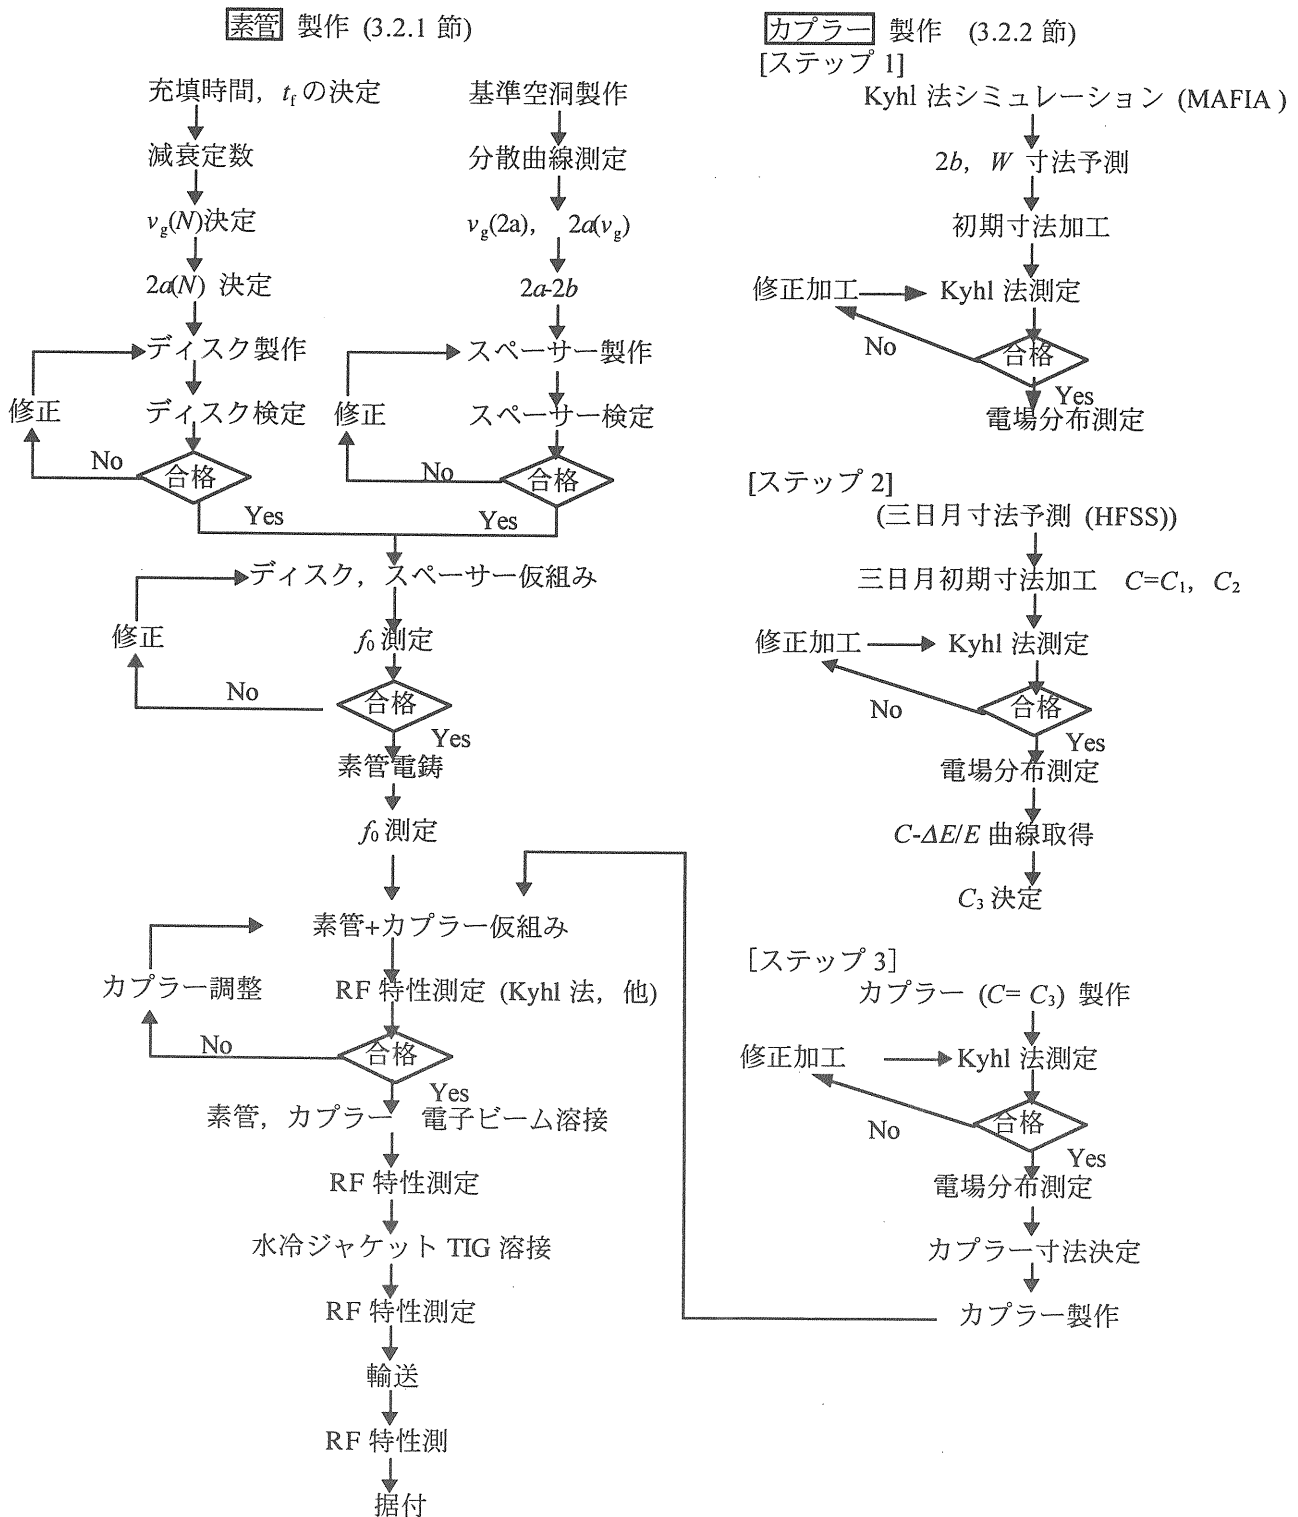 素管 製作 (3.2.1 節)
充填時間, tfの決定
減衰定数
vg(N)決定
2a(N) 決定
ディスク製作
修正
ディスク検定
No
合格
Yes
基準空洞製作
分散曲線測定
vg(2a), 2a(vg)
2a-2b
スペーサー製作
修正
スペーサー検定
No
合格
Yes
ディスク, スペーサー仮組み
修正
f0 測定
No
合格
Yes
素管電鋳
f0 測定
素管+カプラー仮組み
カプラー調整
RF 特性測定 (Kyhl 法, 他)
No
合格
Yes
素管, カプラー 電子ビーム溶接
RF 特性測定
水冷ジャケット TIG 溶接
RF 特性測定
輸送
RF 特性測
据付
カプラー 製作 (3.2.2 節)
[ステップ 1]
Kyhl 法シミュレーション (MAFIA )
2b, W 寸法予測
初期寸法加工
修正加工 Kyhl 法測定
No
合格
Yes
電場分布測定
[ステップ 2]
(三日月寸法予測 (HFSS))
三日月初期寸法加工 C=C1, C2
修正加工 Kyhl 法測定
No
合格
Yes
電場分布測定
C-ΔE/E 曲線取得
C3 決定
[ステップ 3]
カプラー (C= C3) 製作
修正加工 Kyhl 法測定
No
合格
Yes
電場分布測定
カプラー寸法決定
カプラー製作